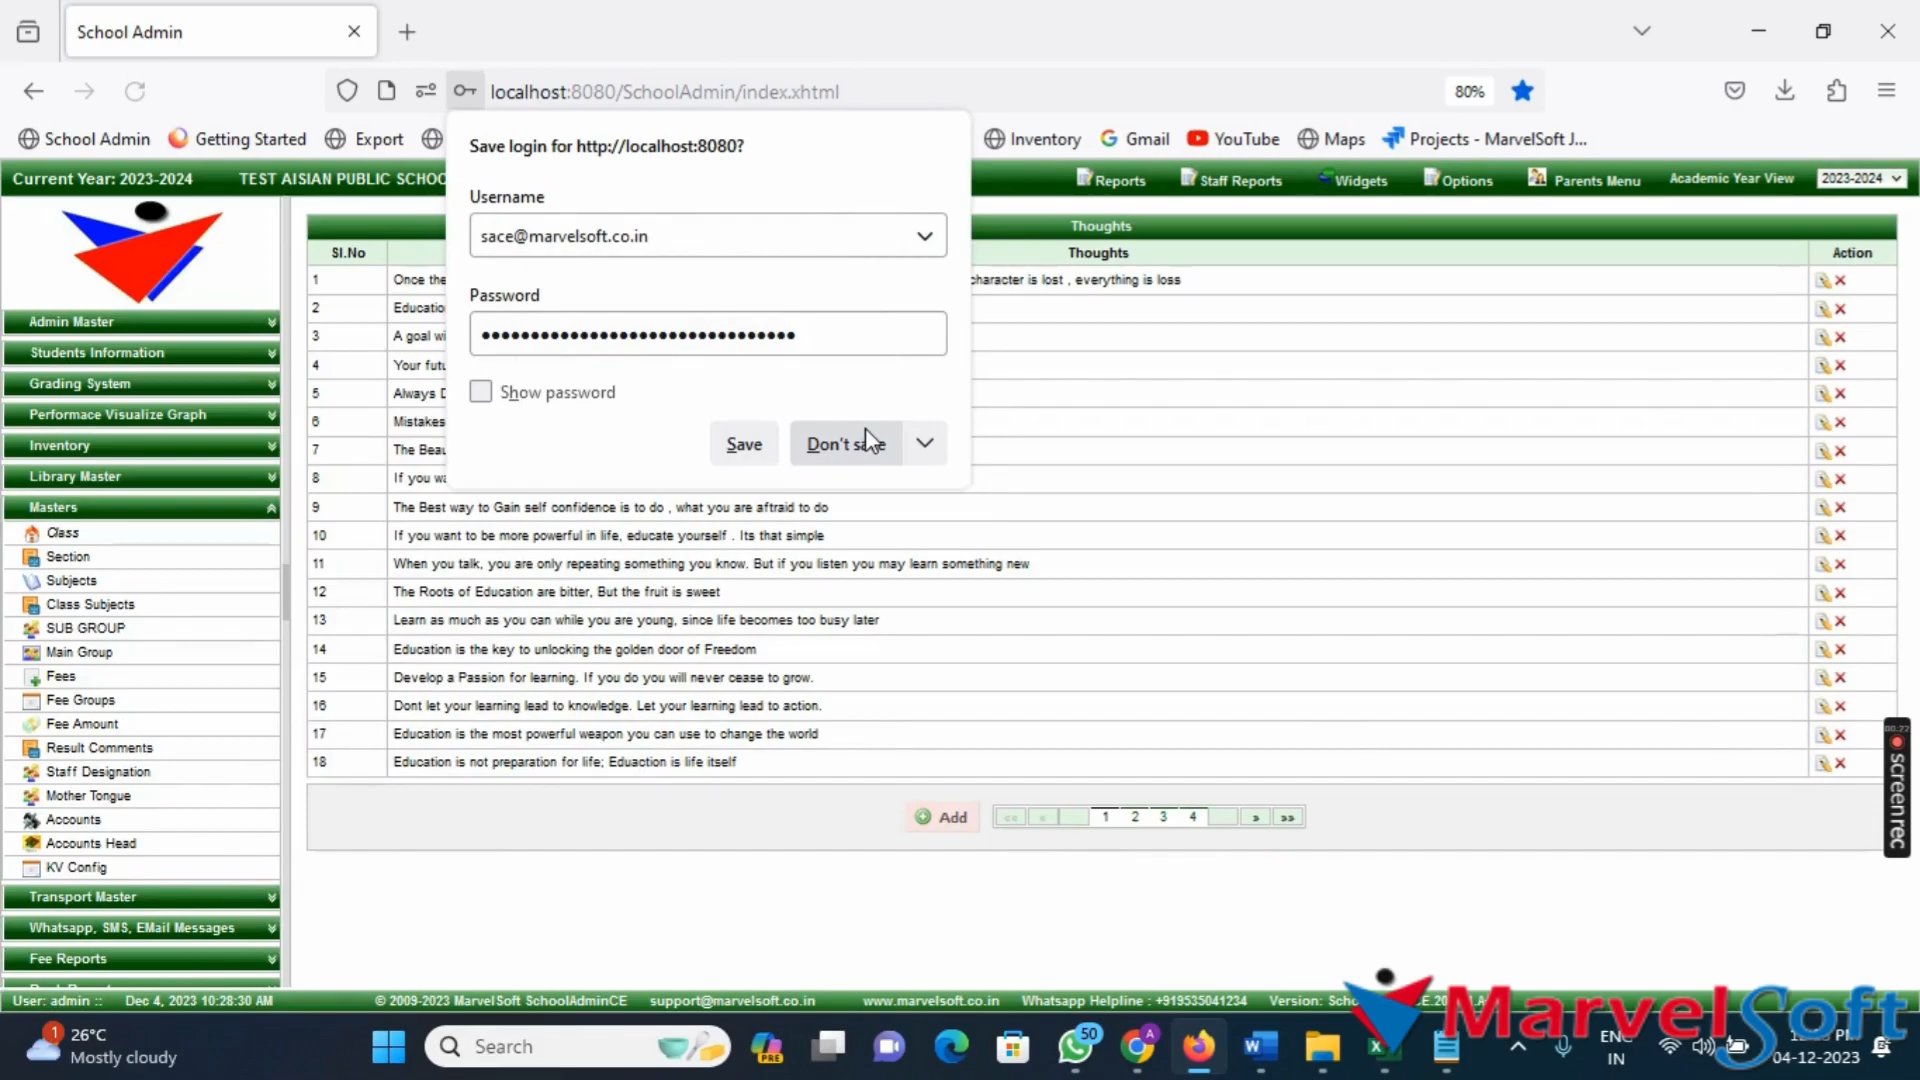 School Admin
localhost:8080/SchoolAdmin/index.xhtml
80%
School Admin
Getting Started
Export
Inventory
Gmail
YouTube
Maps
Projects - MarvelSoft J...
Save login for http://localhost:8080?
Username
sace@marvelsoft.co.in
Password
Show password
Save
Don't save
Current Year: 2023-2024
TEST AISIAN PUBLIC SCHOO
Reports
Staff Reports
Widgets
Options
Parents Menu
Academic Year View
2023-2024
Admin Master
Students Information
Grading System
Performace Visualize Graph
Inventory
Library Master
Masters
Class
Section
Subjects
Class Subjects
SUB GROUP
Main Group
Fees
Fee Groups
Fee Amount
Result Comments
Staff Designation
Mother Tongue
Accounts
Accounts Head
KV Config
Transport Master
Whatsapp, SMS, EMail Messages
Fee Reports
Thoughts
SI.No Thoughts Action
1 Once the character is lost , everything is loss
2 Educatio
3 A goal wi
4 Your futu
5 Always D
6 Mistakes
7 The Beau
8 If you wa
9 The Best way to Gain self confidence is to do , what you are aftraid to do
10 If you want to be more powerful in life, educate yourself . Its that simple
11 When you talk, you are only repeating something you know. But if you listen you may learn something new
12 The Roots of Education are bitter, But the fruit is sweet
13 Learn as much as you can while you are young, since life becomes too busy later
14 Education is the key to unlocking the golden door of Freedom
15 Develop a Passion for learning. If you do you will never cease to grow.
16 Dont let your learning lead to knowledge. Let your learning lead to action.
17 Education is the most powerful weapon you can use to change the world
18 Education is not preparation for life; Eduaction is life itself
Add
« « 1 2 3 4 » »»
00:27
screenrec
User: admin :: Dec 4, 2023 10:28:30 AM
© 2009-2023 MarvelSoft SchoolAdminCE
support@marvelsoft.co.in
www.marvelsoft.co.in
Whatsapp Helpline : +919535041234
Version:
MarvelSoft
1
26°C
Mostly cloudy
Search
PRE
50
A
ENG
IN
04-12-2023